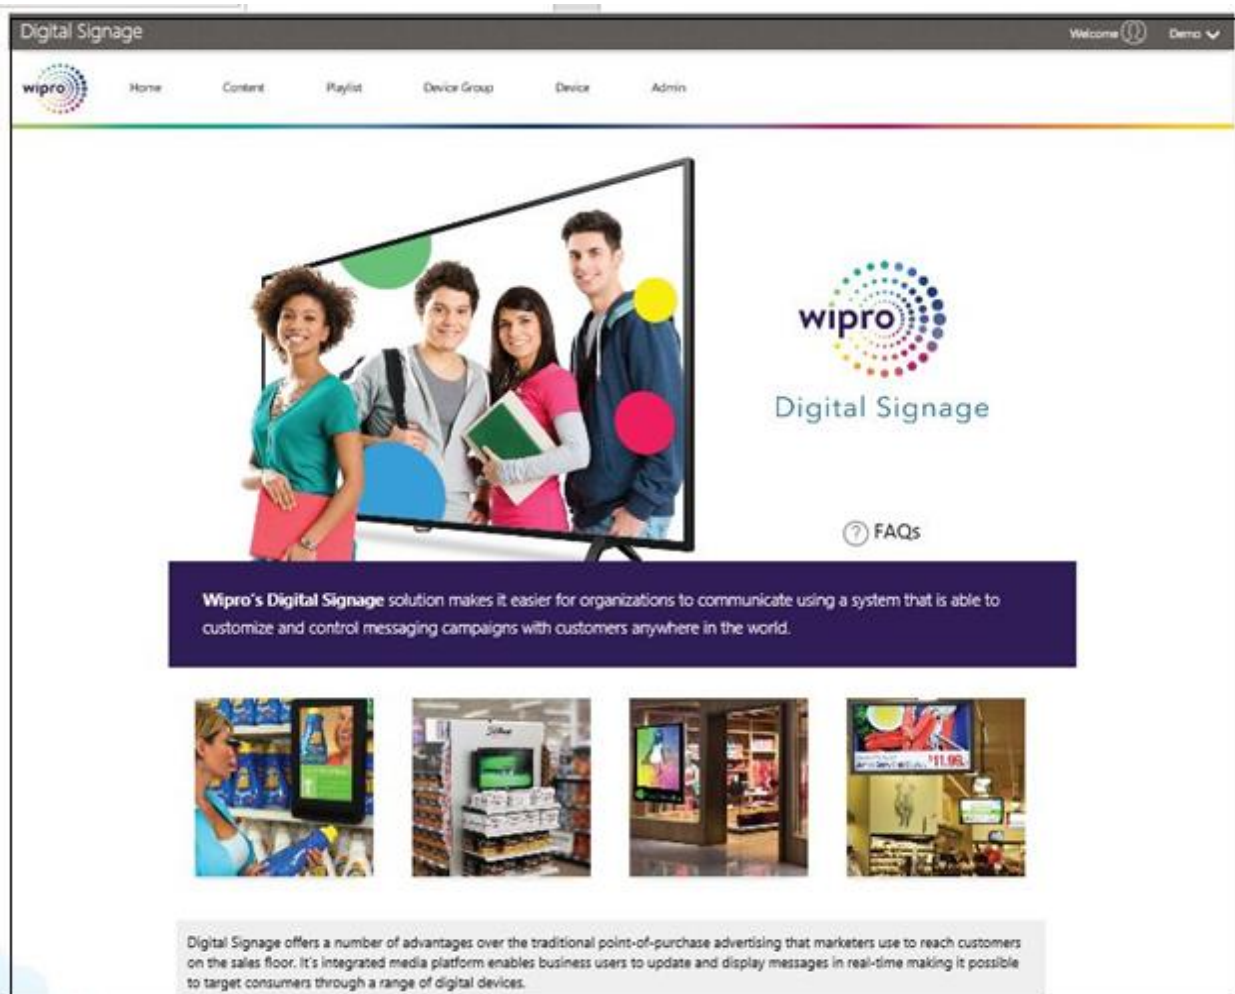 Digital Signage
Welcome Demo
wipro Home Content Playlist Device Group Device Admin
wipro
Digital Signage
? FAQs
Wipro's Digital Signage solution makes it easier for organizations to communicate using a system that is able to
customize and control messaging campaigns with customers anywhere in the world.
$11.99
Digital Signage offers a number of advantages over the traditional point-of-purchase advertising that marketers use to reach customers
on the sales floor. It's integrated media platform enables business users to update and display messages in real-time making it possible
to target consumers through a range of digital devices.